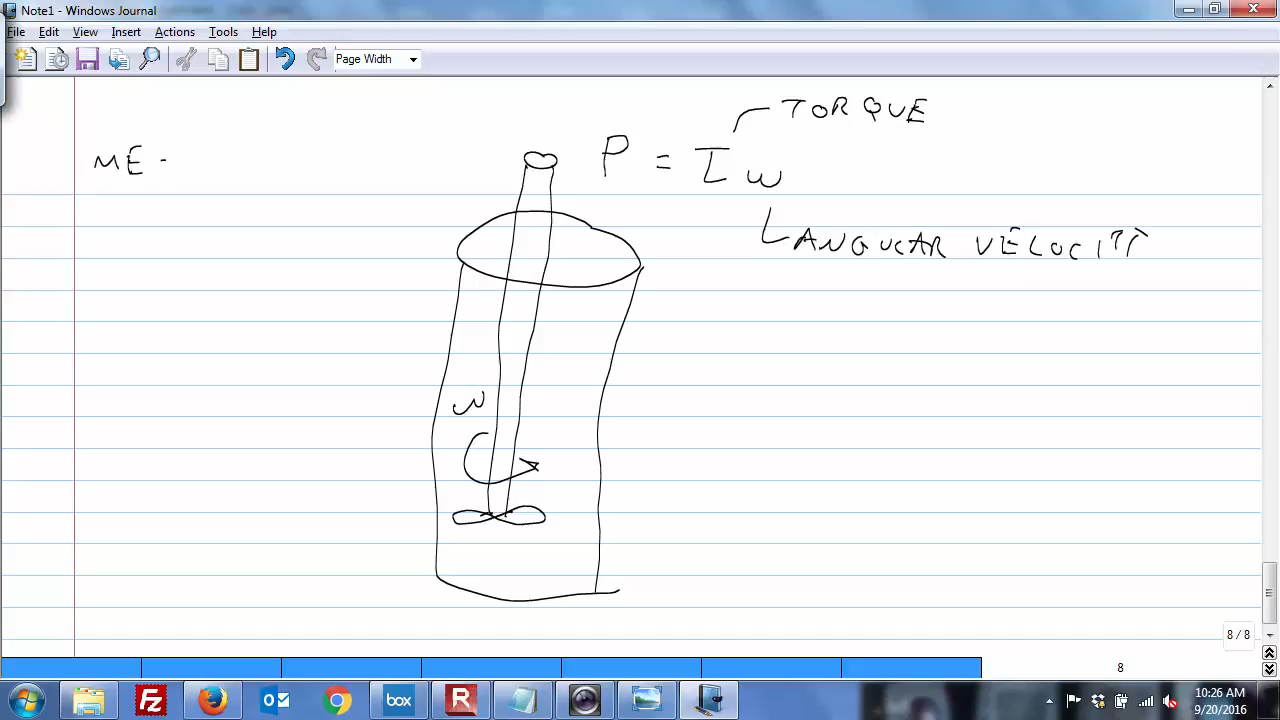 Note1 - Windows Journal
File Edit View Insert Actions Tools Help
Page Width
TORQUE
ME -
P = τ ω
ANGULAR VELOCITY
ω
8 / 8
8
box
R
10:26 AM
9/20/2016